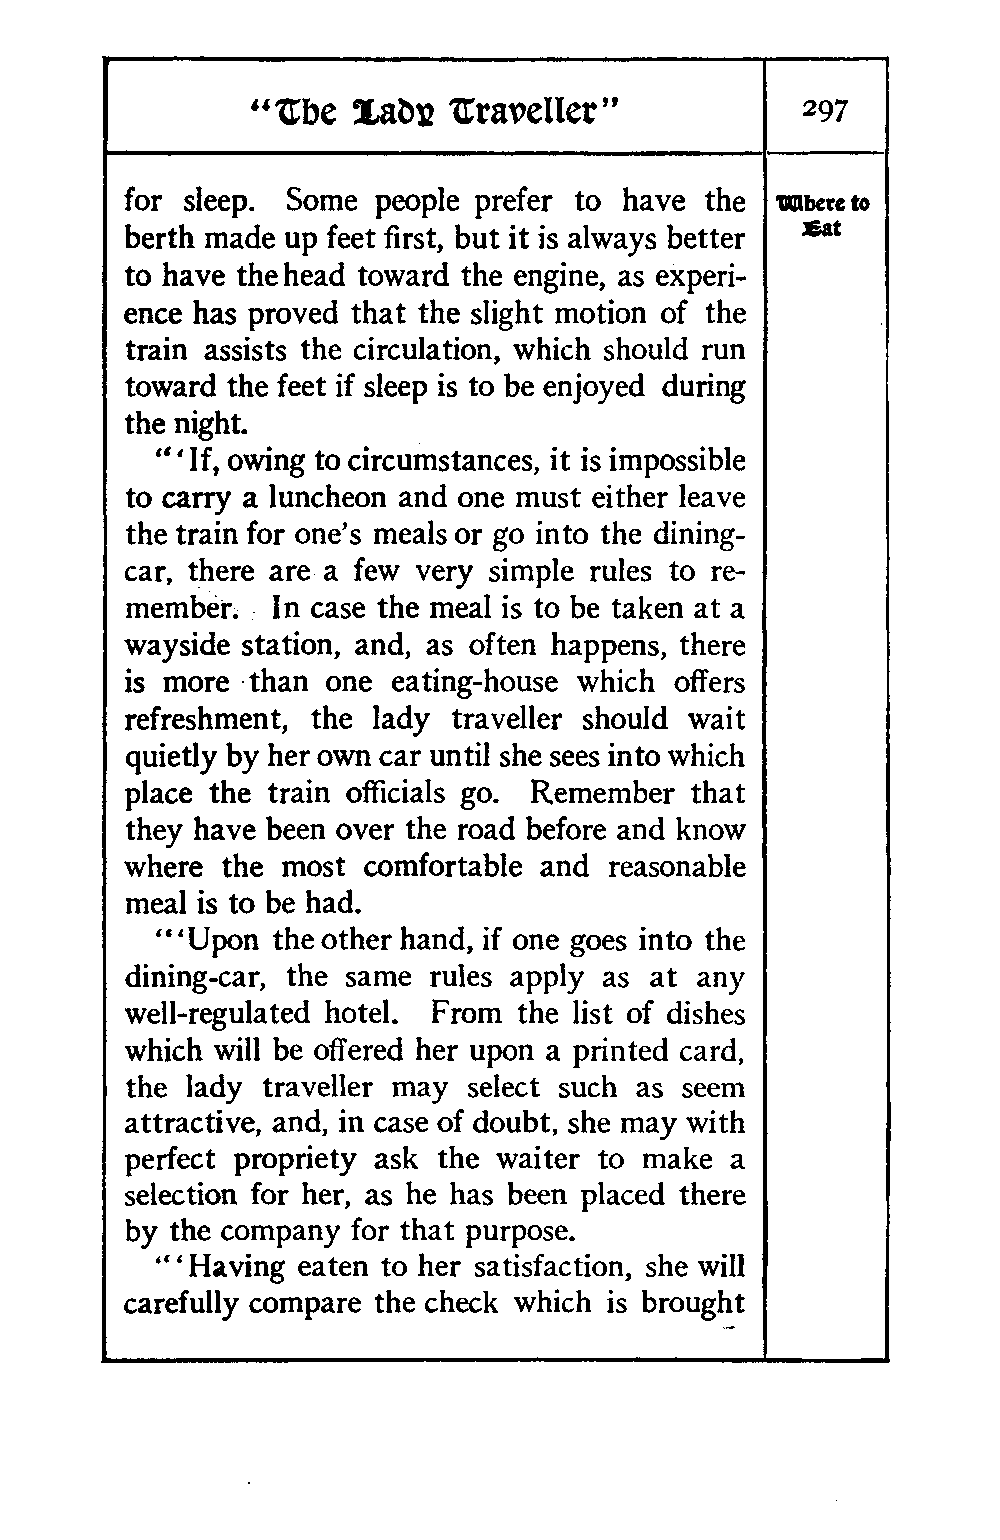 "The Lady Traveller"
297
Where to
Eat
for sleep. Some people prefer to have the
berth made up feet first, but it is always better
to have the head toward the engine, as experi-
ence has proved that the slight motion of the
train assists the circulation, which should run
toward the feet if sleep is to be enjoyed during
the night.
"'If, owing to circumstances, it is impossible
to carry a luncheon and one must either leave
the train for one's meals or go into the dining-
car, there are a few very simple rules to re-
member. In case the meal is to be taken at a
wayside station, and, as often happens, there
is more than one eating-house which offers
refreshment, the lady traveller should wait
quietly by her own car until she sees into which
place the train officials go. Remember that
they have been over the road before and know
where the most comfortable and reasonable
meal is to be had.
"'Upon the other hand, if one goes into the
dining-car, the same rules apply as at any
well-regulated hotel. From the list of dishes
which will be offered her upon a printed card,
the lady traveller may select such as seem
attractive, and, in case of doubt, she may with
perfect propriety ask the waiter to make a
selection for her, as he has been placed there
by the company for that purpose.
"'Having eaten to her satisfaction, she will
carefully compare the check which is brought